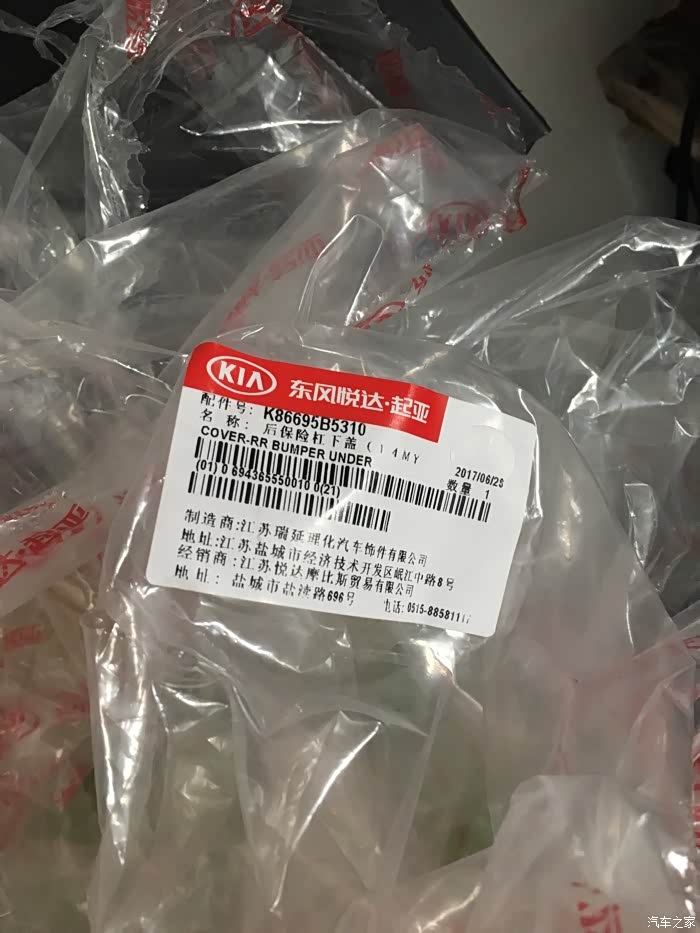 KIA 东风悦达·起亚
配件号: K86695B5310
名 称: 后保险杠下盖 (14MY
COVER-RR BUMPER UNDER
2017/06/28
数量 1
(01) 0 694365550010 0(21)
制造商:江苏瑞延理化汽车饰件有限公司
地址:江苏盐城市经济技术开发区岷江中路8号
经销商:江苏悦达摩比斯贸易有限公司
地址: 盐城市盐渎路696号 电话:0515-8858111
KIA
汽车之家